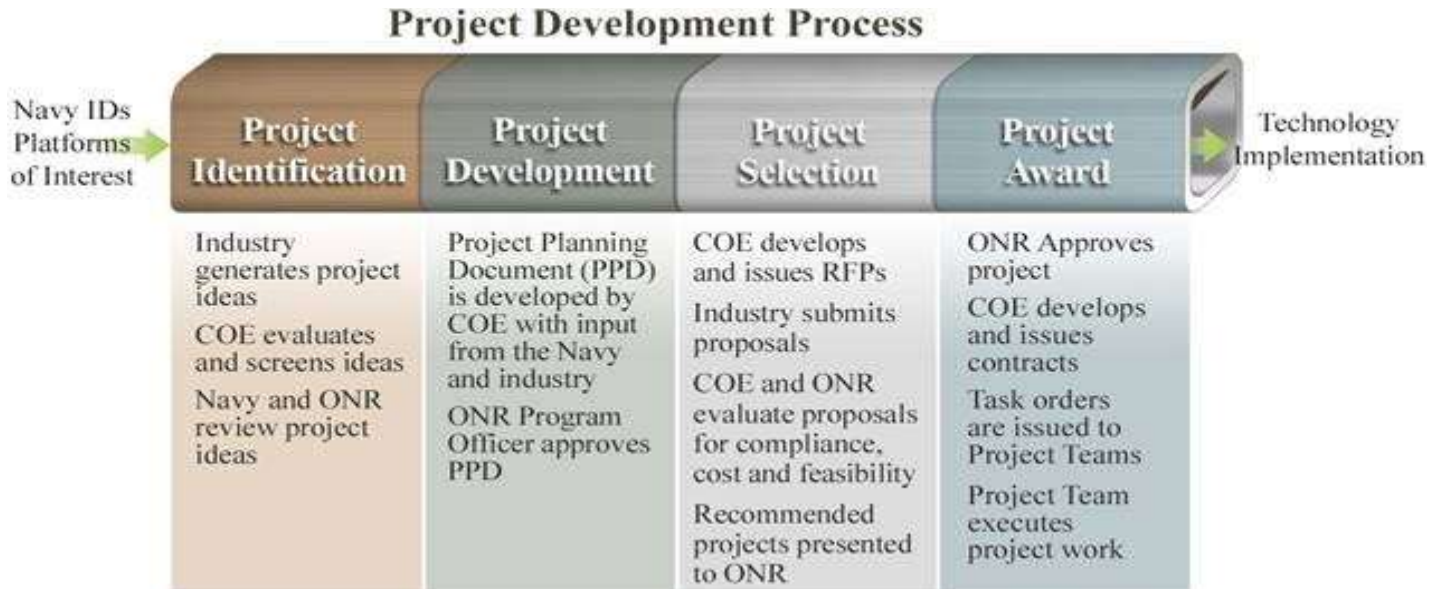 Project Development Process
Navy IDs
Platforms
of Interest
Project
Identification
Industry
generates project
ideas
COE evaluates
and screens ideas
Navy and ONR
review project
ideas
Project
Development
Project Planning
Document (PPD)
is developed by
COE with input
from the Navy
and industry
ONR Program
Officer approves
PPD
Project
Selection
COE develops
and issues RFPs
Industry submits
proposals
COE and ONR
evaluate proposals
for compliance,
cost and feasibility
Recommended
projects presented
to ONR
Project
Award
ONR Approves
project
COE develops
and issues
contracts
Task orders
are issued to
Project Teams
Project Team
executes
project work
Technology
Implementation